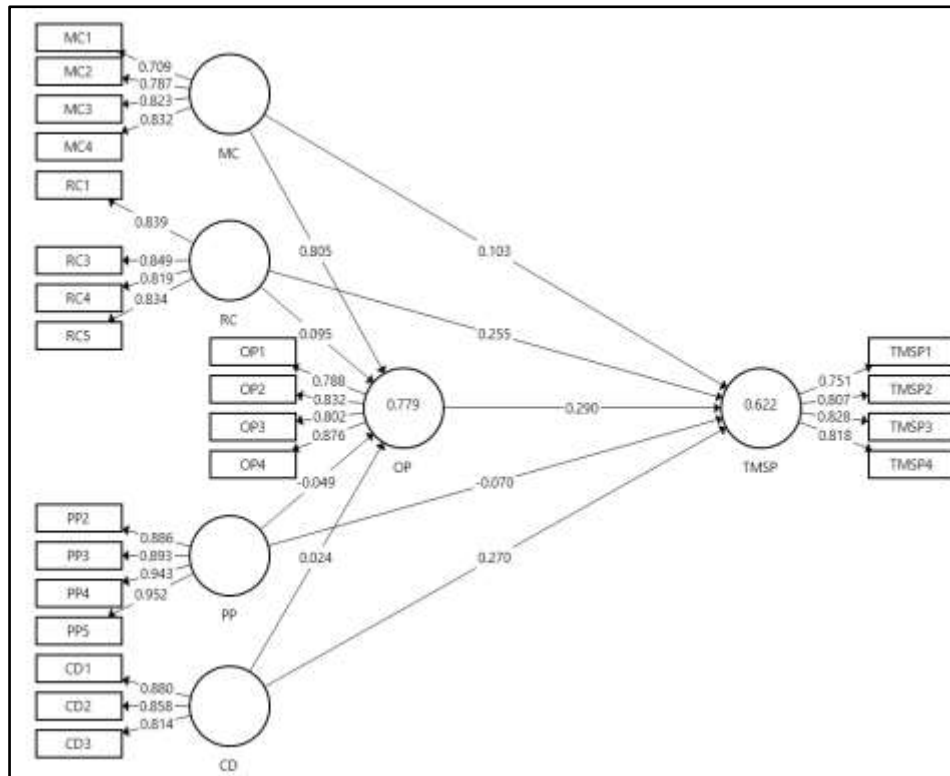 MC1
0.709
MC2
0.787
MC3
0.823
0.832
MC4
MC
RC1
0.839
RC3
0.849
RC4
0.819
0.834
RC5
RC
0.805
0.103
0.095
0.255
OP1
0.788
OP2
0.832
OP3
0.802
OP4
0.876
0.779
OP
0.290
0.622
TMSP
TMSP1
0.751
TMSP2
0.807
TMSP3
0.828
TMSP4
0.818
-0.049
-0.070
PP2
0.886
PP3
0.893
PP4
0.943
0.952
PP5
PP
0.024
0.270
CD1
0.880
CD2
0.858
0.814
CD3
CD